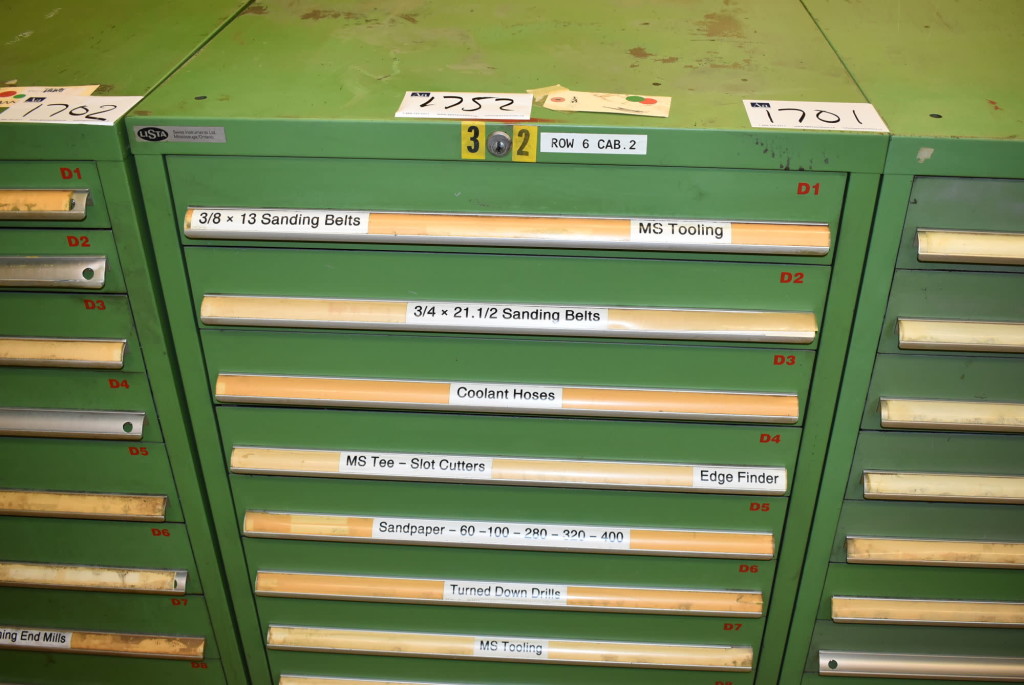 1702
1752
1701
LISTA
3 2
ROW 6 CAB.2
D1
3/8 × 13 Sanding Belts
MS Tooling
D2
3/4 × 21.1/2 Sanding Belts
D3
Coolant Hoses
D4
MS Tee – Slot Cutters
Edge Finder
D5
Sandpaper – 60 –100 – 280 – 320 – 400
D6
Turned Down Drills
D7
MS Tooling
D8
D1
D2
D3
D4
D5
D6
D7
End Mills
D8